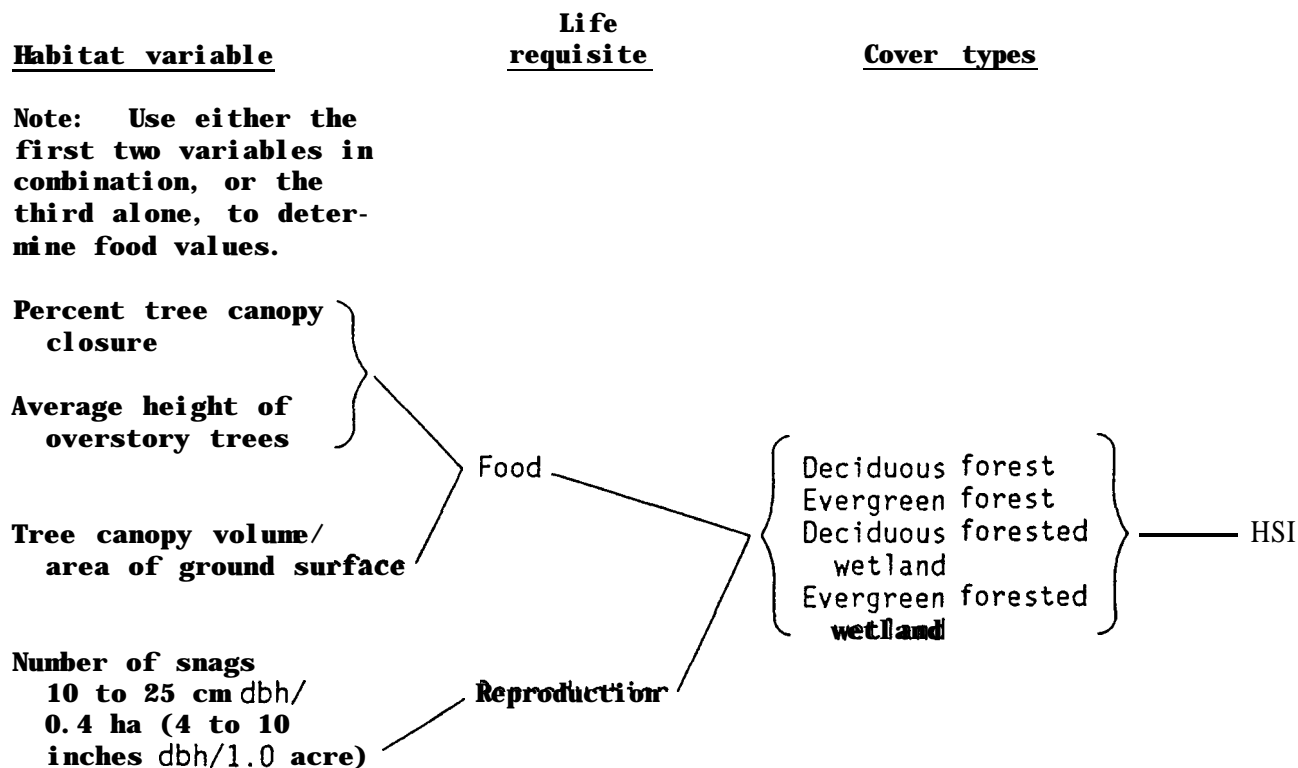 Life
Habitat variable requisite Cover types
Note: Use either the
first two variables in
combination, or the
third alone, to deter-
mine food values.
Percent tree canopy
closure
Average height of
overstory trees
Food
Tree canopy volume/
area of ground surface
Deciduous forest
Evergreen forest
Deciduous forested
wetland
Evergreen forested
wetland
HSI
Number of snags
10 to 25 cm dbh/
0.4 ha (4 to 10
inches dbh/1.0 acre)
Reproduction